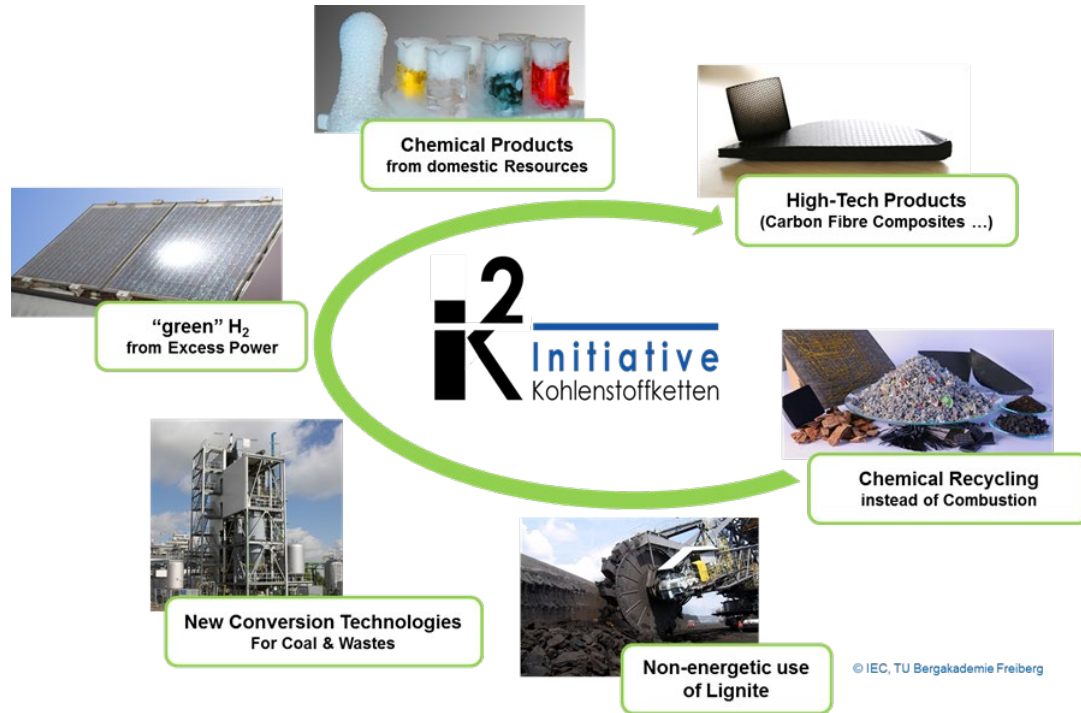 Chemical Products
from domestic Resources
High-Tech Products
(Carbon Fibre Composites …)
“green” H₂
from Excess Power
iK²
Initiative
Kohlenstoffketten
Chemical Recycling
instead of Combustion
New Conversion Technologies
For Coal & Wastes
Non-energetic use
of Lignite
© IEC, TU Bergakademie Freiberg